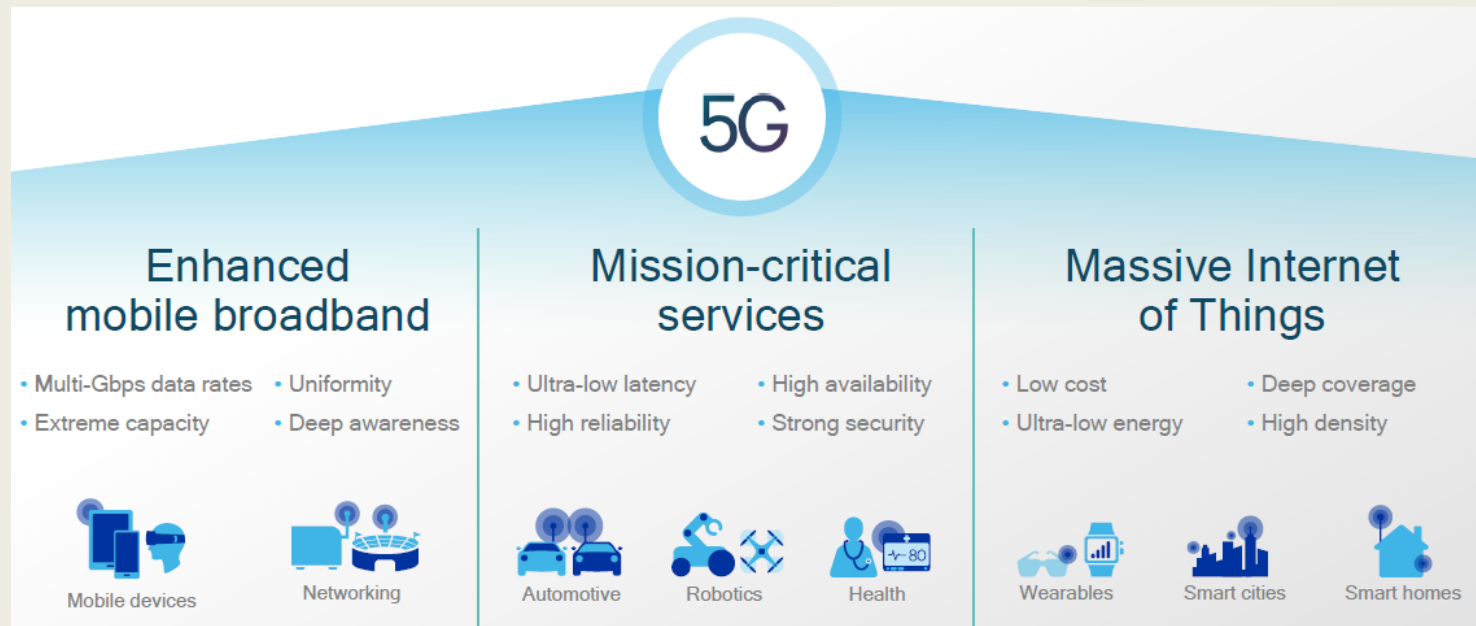 5G
Enhanced
mobile broadband
• Multi-Gbps data rates
• Extreme capacity
• Uniformity
• Deep awareness
Mobile devices
Networking
Mission-critical
services
• Ultra-low latency
• High reliability
• High availability
• Strong security
Automotive
Robotics
80
Health
Massive Internet
of Things
• Low cost
• Ultra-low energy
• Deep coverage
• High density
Wearables
Smart cities
Smart homes